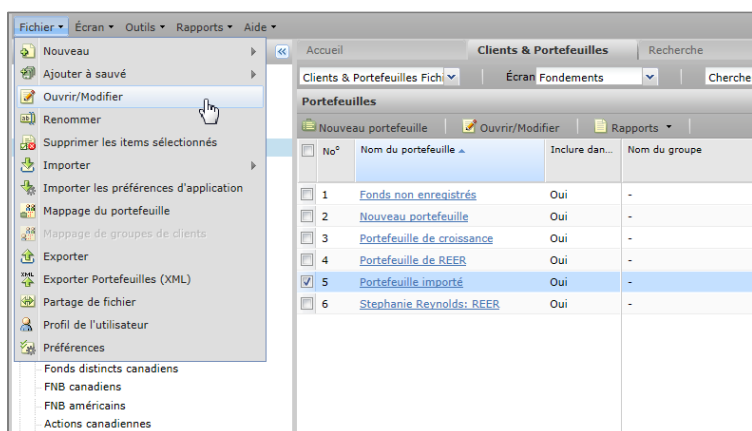 Fichier Écran Outils Rapports Aide
Nouveau
Ajouter à sauvé
Ouvrir/Modifier
Renommer
Supprimer les items sélectionnés
Importer
Importer les préférences d'application
Mappage du portefeuille
Mappage de groupes de clients
Exporter
Exporter Portefeuilles (XML)
Partage de fichier
Profil de l'utilisateur
Préférences
Fonds distincts canadiens
FNB canadiens
FNB américains
Actions canadiennes
Accueil Clients & Portefeuilles Recherche
Clients & Portefeuilles Fichi Écran Fondements Cherche
Portefeuilles
Nouveau portefeuille Ouvrir/Modifier Rapports
No° Nom du portefeuille Inclure dan... Nom du groupe
1 Fonds non enregistrés Oui -
2 Nouveau portefeuille Oui -
3 Portefeuille de croissance Oui -
4 Portefeuille de REER Oui -
5 Portefeuille importé Oui -
6 Stephanie Reynolds: REER Oui -